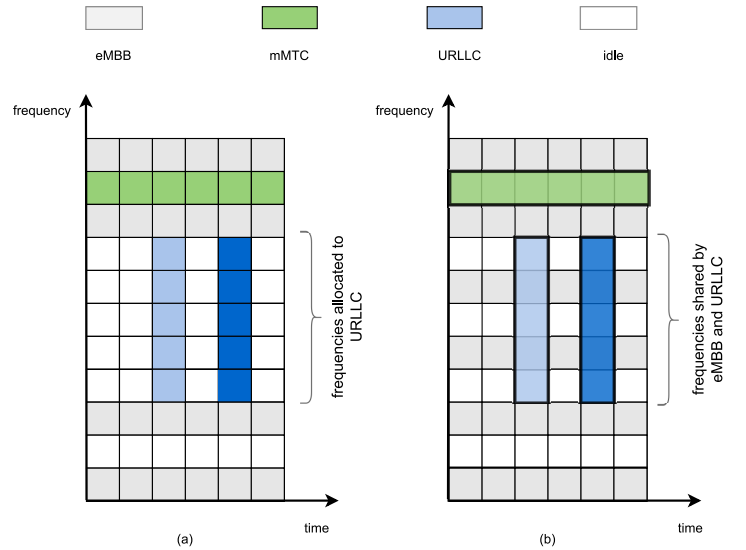 eMBB
mMTC
URLLC
idle
frequency
frequencies allocated to
URLLC
time
(a)
frequency
frequencies shared by
eMBB and URLLC
time
(b)